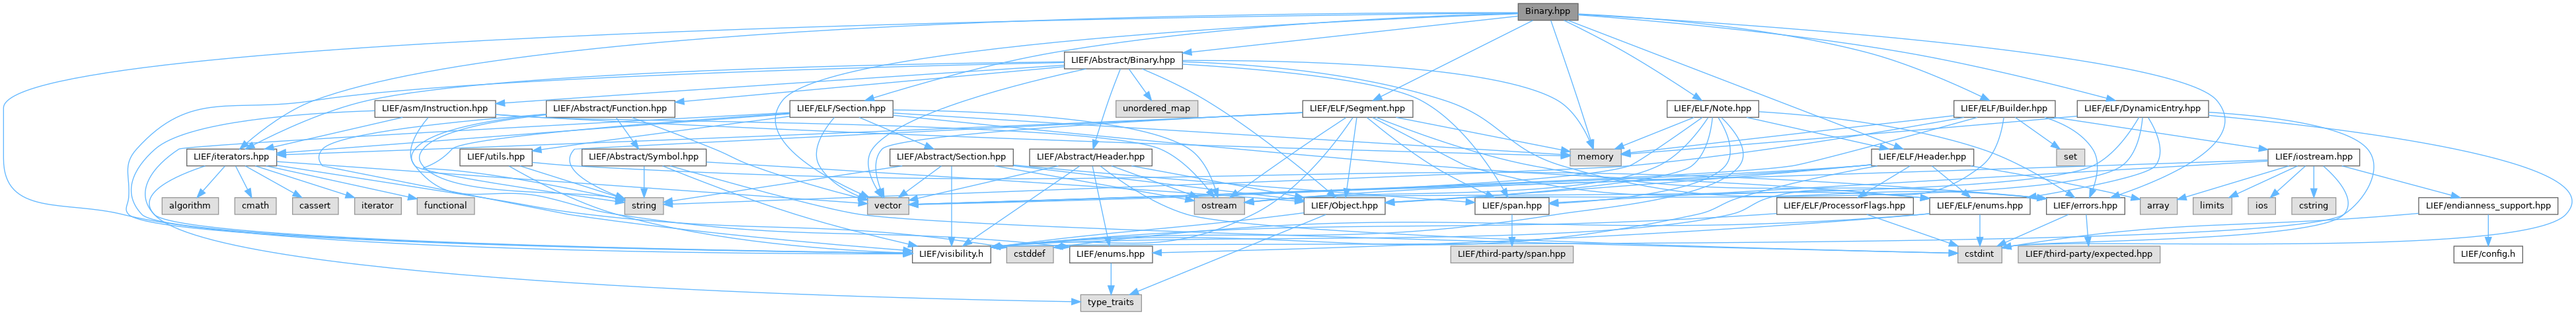 Binary.hpp
LIEF/Abstract/Binary.hpp
LIEF/asm/Instruction.hpp
LIEF/Abstract/Function.hpp
LIEF/ELF/Section.hpp
unordered_map
LIEF/ELF/Segment.hpp
LIEF/ELF/Note.hpp
LIEF/ELF/Builder.hpp
LIEF/ELF/DynamicEntry.hpp
LIEF/iterators.hpp
LIEF/utils.hpp
LIEF/Abstract/Symbol.hpp
LIEF/Abstract/Section.hpp
LIEF/Abstract/Header.hpp
memory
LIEF/ELF/Header.hpp
set
LIEF/iostream.hpp
algorithm
cmath
cassert
iterator
functional
string
vector
ostream
LIEF/Object.hpp
LIEF/span.hpp
LIEF/ELF/ProcessorFlags.hpp
LIEF/ELF/enums.hpp
LIEF/errors.hpp
array
limits
ios
cstring
LIEF/endianness_support.hpp
LIEF/visibility.h
cstddef
LIEF/enums.hpp
LIEF/third-party/span.hpp
cstdint
LIEF/third-party/expected.hpp
LIEF/config.h
type_traits